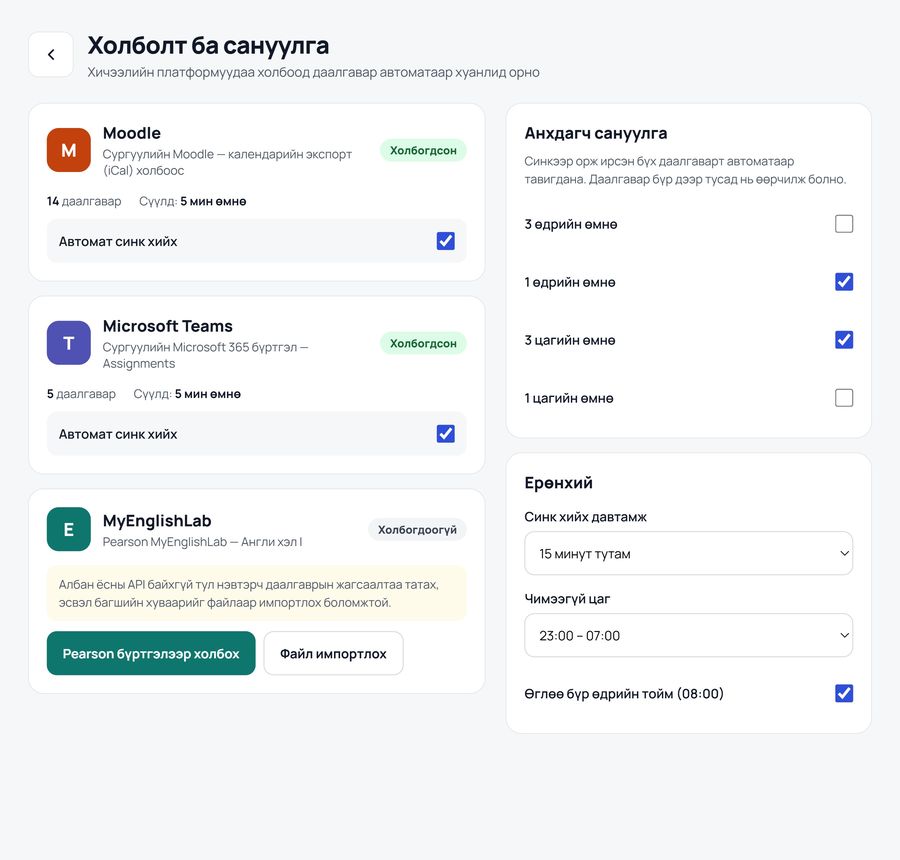 Холболт ба сануулга
Хичээлийн платформуудаа холбоод даалгавар автоматаар хуанлид орно
M
Moodle
Сургуулийн Moodle — календарийн экспорт
(iCal) холбоос
Холбогдсон
14 даалгавар Сүүлд: 5 мин өмнө
Автомат синк хийх
T
Microsoft Teams
Сургуулийн Microsoft 365 бүртгэл —
Assignments
Холбогдсон
5 даалгавар Сүүлд: 5 мин өмнө
Автомат синк хийх
E
MyEnglishLab
Pearson MyEnglishLab — Англи хэл I
Холбогдоогүй
Албан ёсны API байхгүй тул нэвтэрч даалгаврын жагсаалтаа татах,
эсвэл багшийн хуваарийг файлаар импортлох боломжтой.
Pearson бүртгэлээр холбох
Файл импортлох
Анхдагч сануулга
Синкээр орж ирсэн бүх даалгаварт автоматаар
тавигдана. Даалгавар бүр дээр тусад нь өөрчилж болно.
3 өдрийн өмнө
1 өдрийн өмнө
3 цагийн өмнө
1 цагийн өмнө
Ерөнхий
Синк хийх давтамж
15 минут тутам
Чимээгүй цаг
23:00 – 07:00
Өглөө бүр өдрийн тойм (08:00)